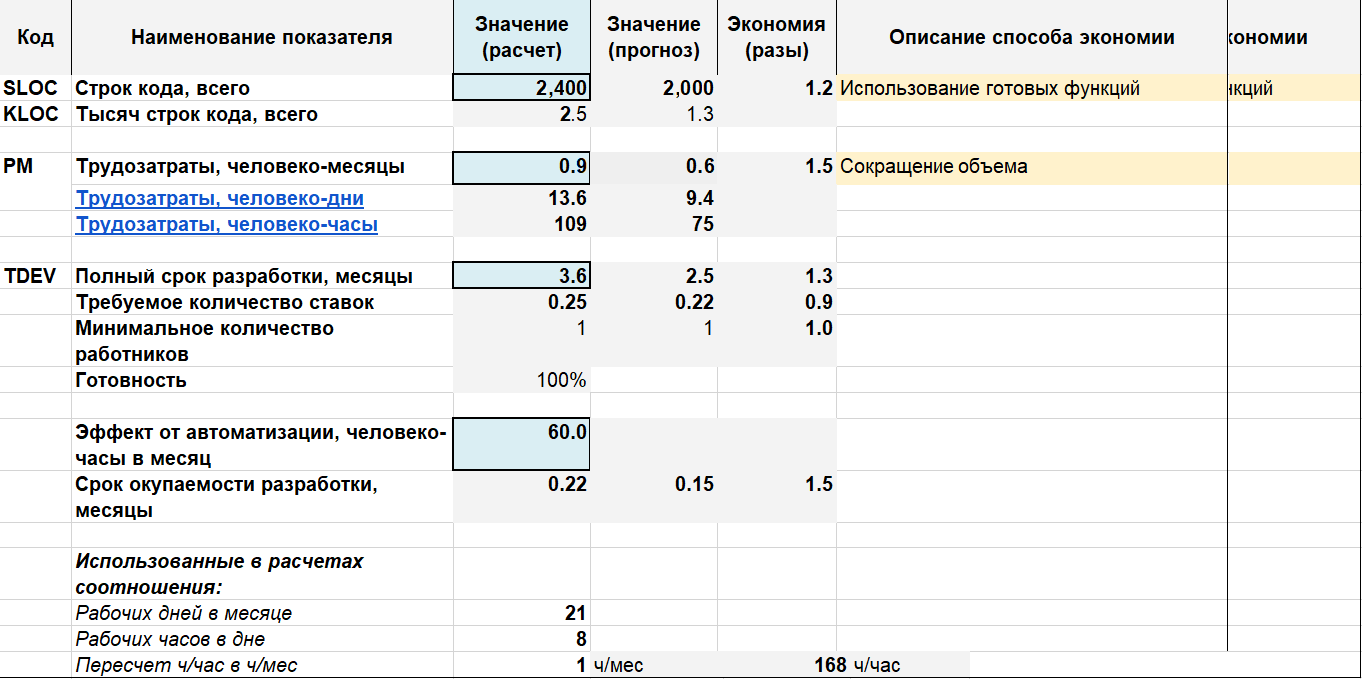 Код Наименование показателя Значение (расчет) Значение (прогноз) Экономия (разы) Описание способа экономии кономии
SLOC Строк кода, всего 2,400 2,000 1.2 Использование готовых функций нкций
KLOC Тысяч строк кода, всего 2.5 1.3
PM Трудозатраты, человеко-месяцы 0.9 0.6 1.5 Сокращение объема
Трудозатраты, человеко-дни 13.6 9.4
Трудозатраты, человеко-часы 109 75
TDEV Полный срок разработки, месяцы 3.6 2.5 1.3
Требуемое количество ставок 0.25 0.22 0.9
Минимальное количество 1 1 1.0
работников
Готовность 100%
Эффект от автоматизации, человеко- 60.0
часы в месяц
Срок окупаемости разработки, 0.22 0.15 1.5
месяцы
Использованные в расчетах
соотношения:
Рабочих дней в месяце 21
Рабочих часов в дне 8
Пересчет ч/час в ч/мес 1 ч/мес 168 ч/час